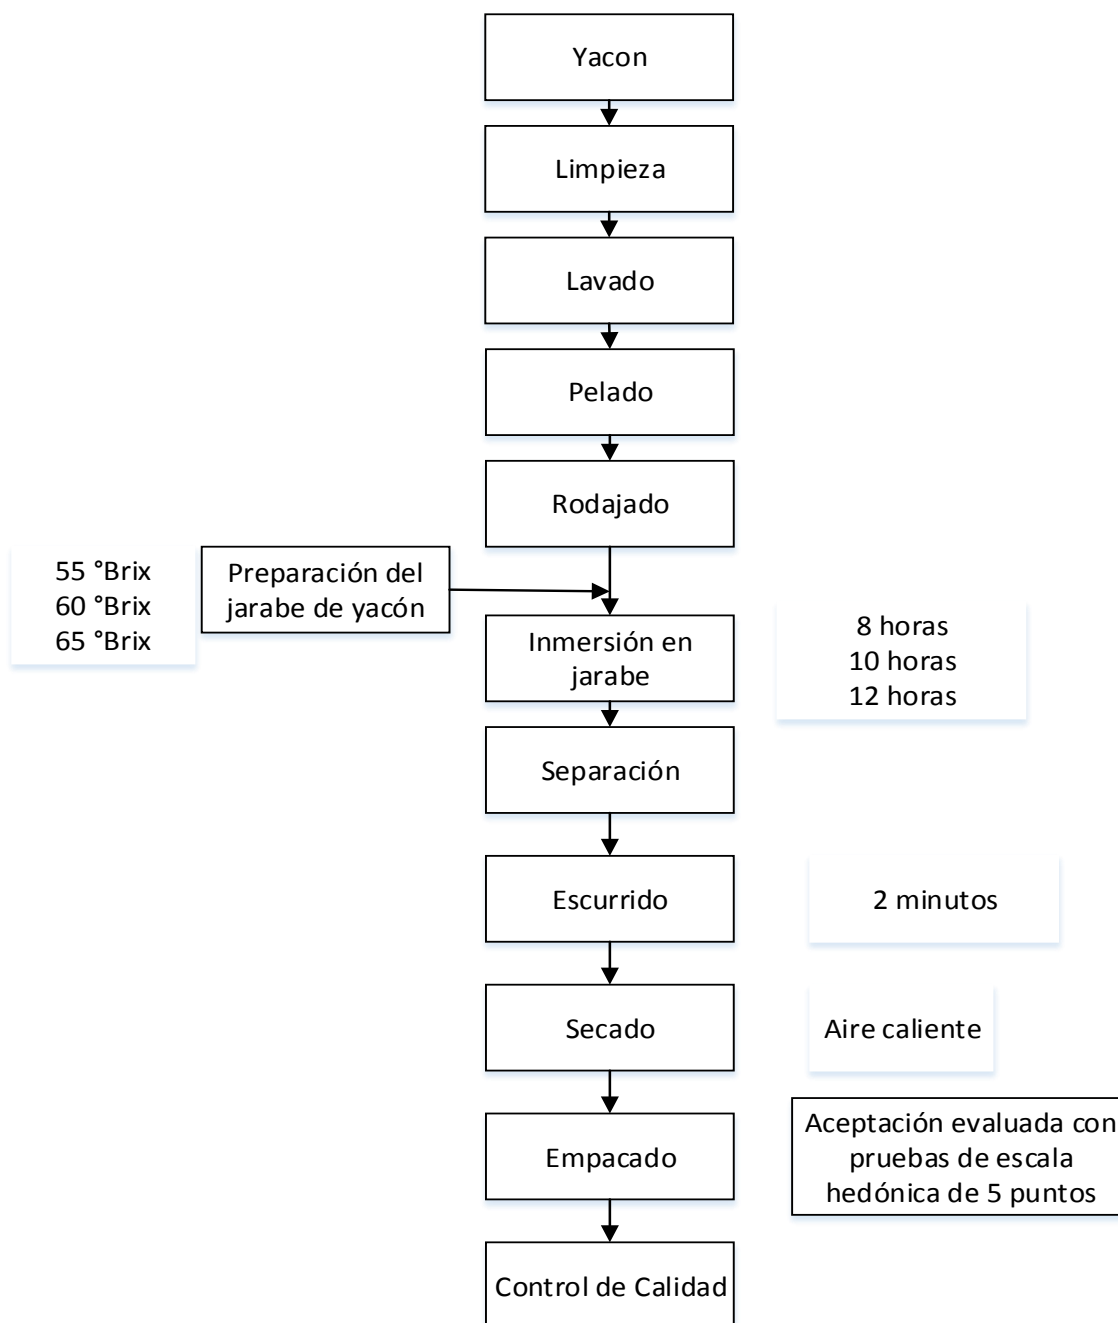 Yacon
Limpieza
Lavado
Pelado
Rodajado
55 °Brix
60 °Brix
65 °Brix
Preparación del
jarabe de yacón
Inmersión en
jarabe
8 horas
10 horas
12 horas
Separación
Escurrido
2 minutos
Secado
Aire caliente
Empacado
Aceptación evaluada con
pruebas de escala
hedónica de 5 puntos
Control de Calidad